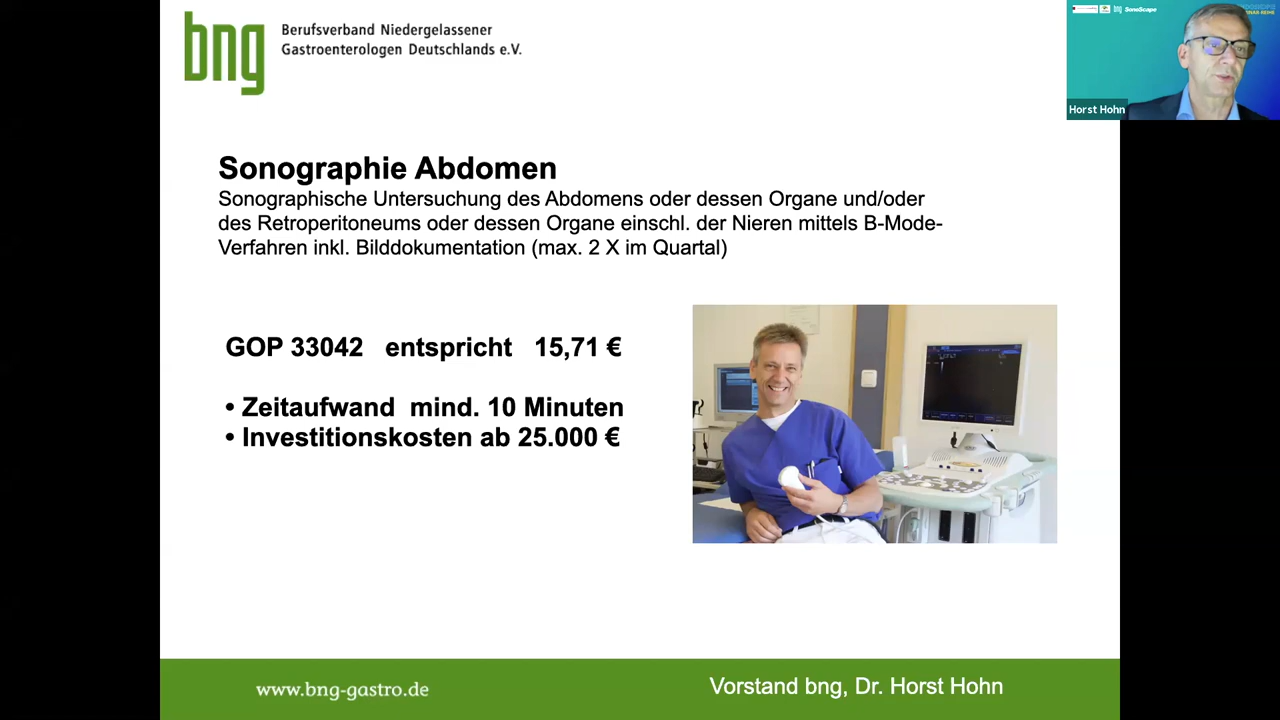 bng
Berufsverband Niedergelassener
Gastroenterologen Deutschlands e.V.
SonoScape
Horst Hohn
Sonographie Abdomen
Sonographische Untersuchung des Abdomens oder dessen Organe und/oder
des Retroperitoneums oder dessen Organe einschl. der Nieren mittels B-Mode-
Verfahren inkl. Bilddokumentation (max. 2 X im Quartal)
GOP 33042 entspricht 15,71 €
• Zeitaufwand mind. 10 Minuten
• Investitionskosten ab 25.000 €
www.bng-gastro.de
Vorstand bng, Dr. Horst Hohn